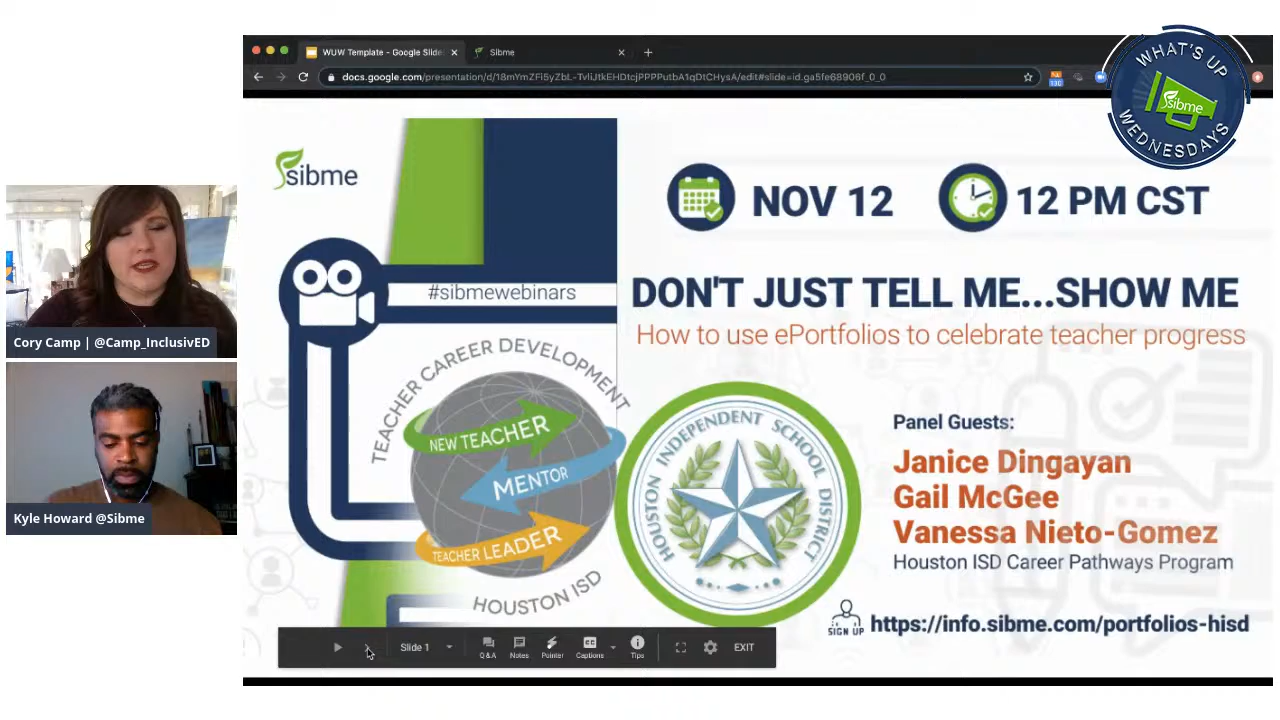 WUW Template - Google Slide
Sibme
docs.google.com/presentation/d/18mYmZFi5yZbL-TvIiJtkEHDtcjPPPPutbA1qDtCHysA/edit#slide=id.ga5fe68906f_0_0
WHAT'S UP
sibme
WEDNESDAYS
sibme
NOV 12
12 PM CST
#sibmewebinars
DON'T JUST TELL ME...SHOW ME
How to use ePortfolios to celebrate teacher progress
TEACHER CAREER DEVELOPMENT
NEW TEACHER
MENTOR
TEACHER LEADER
HOUSTON ISD
HOUSTON INDEPENDENT SCHOOL DISTRICT
Panel Guests:
Janice Dingayan
Gail McGee
Vanessa Nieto-Gomez
Houston ISD Career Pathways Program
SIGN UP
https://info.sibme.com/portfolios-hisd
Cory Camp | @Camp_InclusivED
Kyle Howard @Sibme
Slide 1
Q&A
Notes
Pointer
CC
Captions
Tips
EXIT